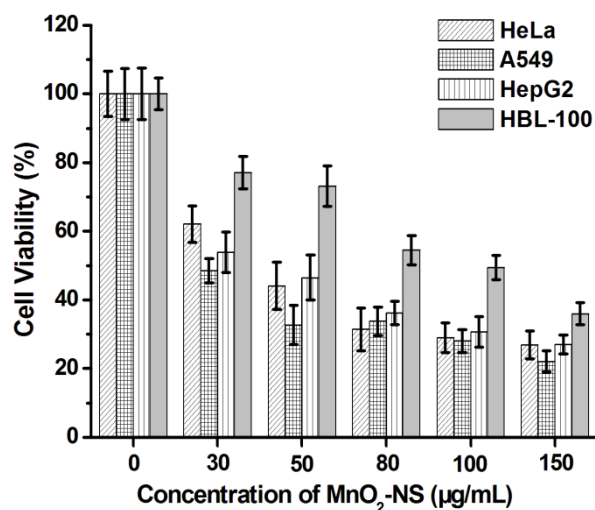 HeLa
A549
HepG2
HBL-100
Cell Viability (%)
120
100
80
60
40
20
0
0 30 50 80 100 150
Concentration of MnO₂-NS (µg/mL)